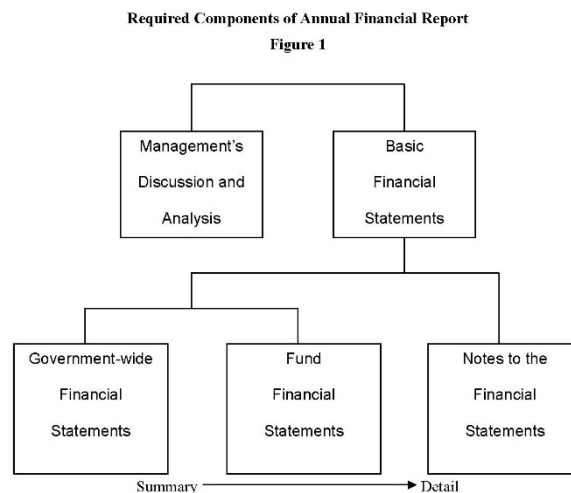 Required Components of Annual Financial Report
Figure 1
Management's
Discussion and
Analysis
Basic
Financial
Statements
Government-wide
Financial
Statements
Fund
Financial
Statements
Notes to the
Financial
Statements
Summary
Detail